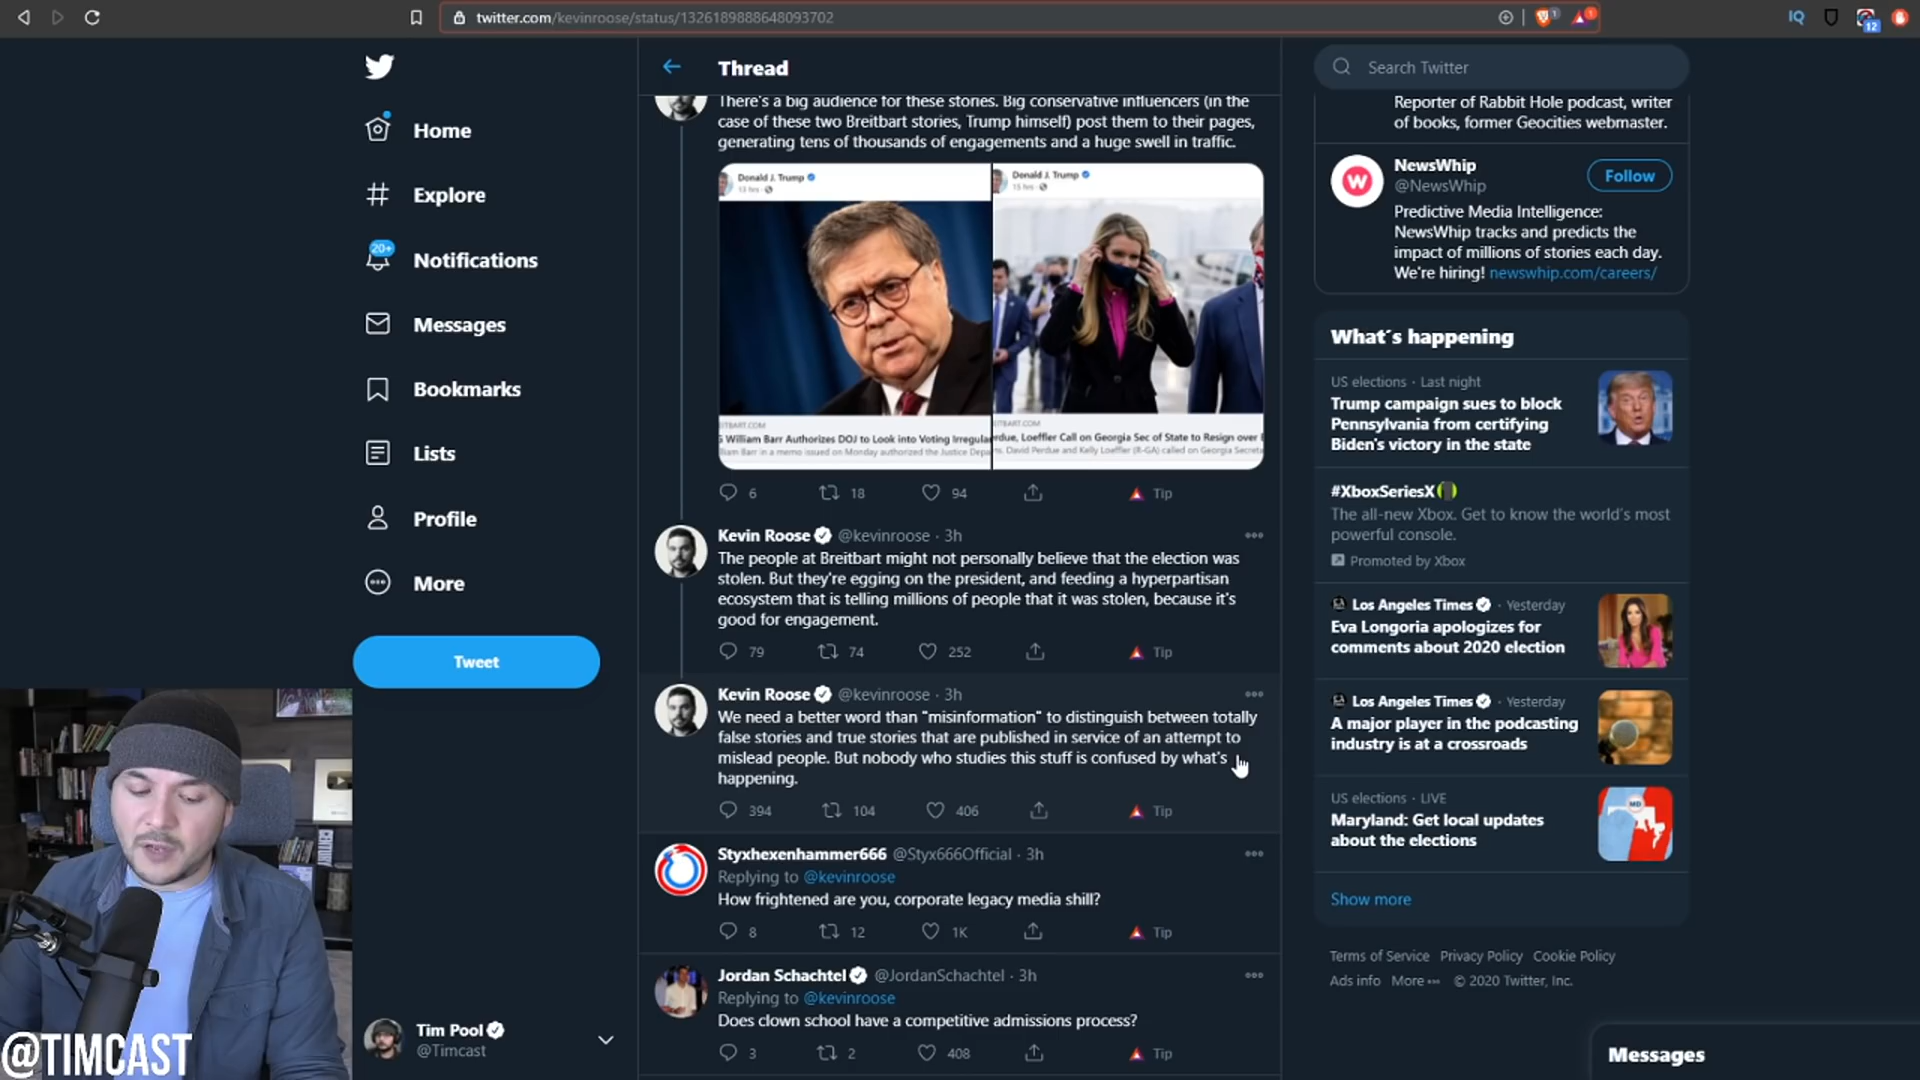 twitter.com/kevinroose/status/1326189888648093702
1
1
IQ
12
Home
Explore
20+
Notifications
Messages
Bookmarks
Lists
Profile
More
Tweet
Tim Pool
@Timcast
@TIMCAST
Thread
There's a big audience for these stories. Big conservative influencers (in the
case of these two Breitbart stories, Trump himself) post them to their pages,
generating tens of thousands of engagements and a huge swell in traffic.
Donald J. Trump
13 hrs
Donald J. Trump
15 hrs
William Barr Authorizes DOJ to Look into Voting Irregula
iam Barr in a memo issued on Monday authorized the Justice Depa
rdue, Loeffler Call on Georgia Sec of State to Resign over
David Perdue and Kelly Loeffler (R-GA) called on Georgia Secreta
6 18 94 Tip
Kevin Roose @kevinroose · 3h
The people at Breitbart might not personally believe that the election was
stolen. But they're egging on the president, and feeding a hyperpartisan
ecosystem that is telling millions of people that it was stolen, because it's
good for engagement.
79 74 252 Tip
Kevin Roose @kevinroose · 3h
We need a better word than "misinformation" to distinguish between totally
false stories and true stories that are published in service of an attempt to
mislead people. But nobody who studies this stuff is confused by what's
happening.
394 104 406 Tip
Styxhexenhammer666 @Styx666Official · 3h
Replying to @kevinroose
How frightened are you, corporate legacy media shill?
8 12 1K Tip
Jordan Schachtel @JordanSchachtel · 3h
Replying to @kevinroose
Does clown school have a competitive admissions process?
3 2 408 Tip
Search Twitter
Reporter of Rabbit Hole podcast, writer
of books, former Geocities webmaster.
NewsWhip
@NewsWhip
Follow
Predictive Media Intelligence:
NewsWhip tracks and predicts the
impact of millions of stories each day.
We're hiring! newswhip.com/careers/
What's happening
US elections · Last night
Trump campaign sues to block
Pennsylvania from certifying
Biden's victory in the state
#XboxSeriesX
The all-new Xbox. Get to know the world's most
powerful console.
Promoted by Xbox
Los Angeles Times · Yesterday
Eva Longoria apologizes for
comments about 2020 election
Los Angeles Times · Yesterday
A major player in the podcasting
industry is at a crossroads
US elections · LIVE
Maryland: Get local updates
about the elections
MD
Show more
Terms of Service Privacy Policy Cookie Policy
Ads info More ··· © 2020 Twitter, Inc.
Messages